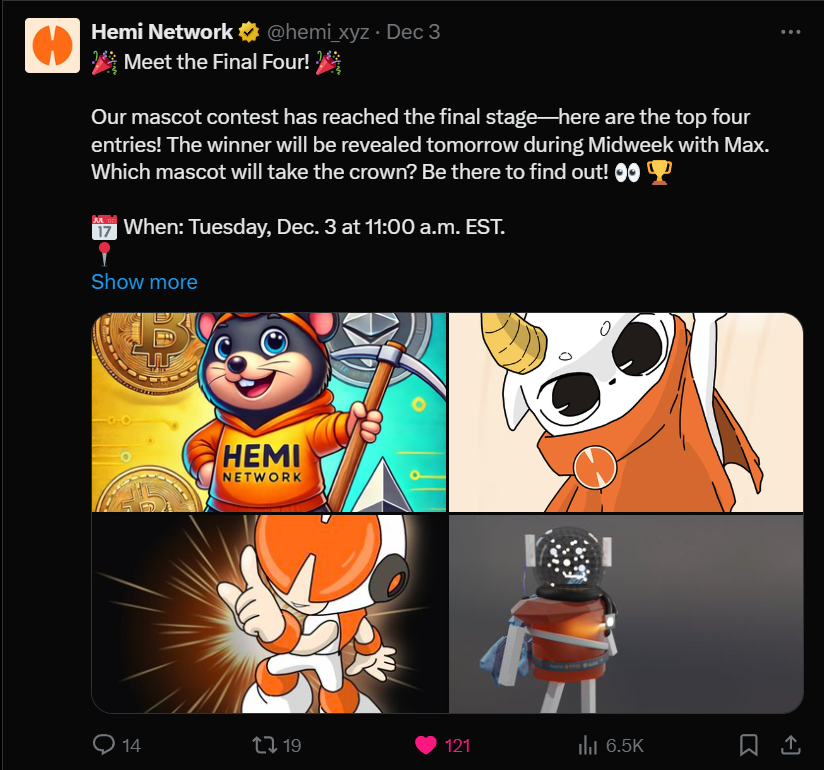 Hemi Network @hemi_xyz · Dec 3
🎉 Meet the Final Four! 🎉
Our mascot contest has reached the final stage—here are the top four
entries! The winner will be revealed tomorrow during Midweek with Max.
Which mascot will take the crown? Be there to find out! 👀 🏆
📅 When: Tuesday, Dec. 3 at 11:00 a.m. EST.
📍
Show more
HEMI
NETWORK
14 19 121 6.5K